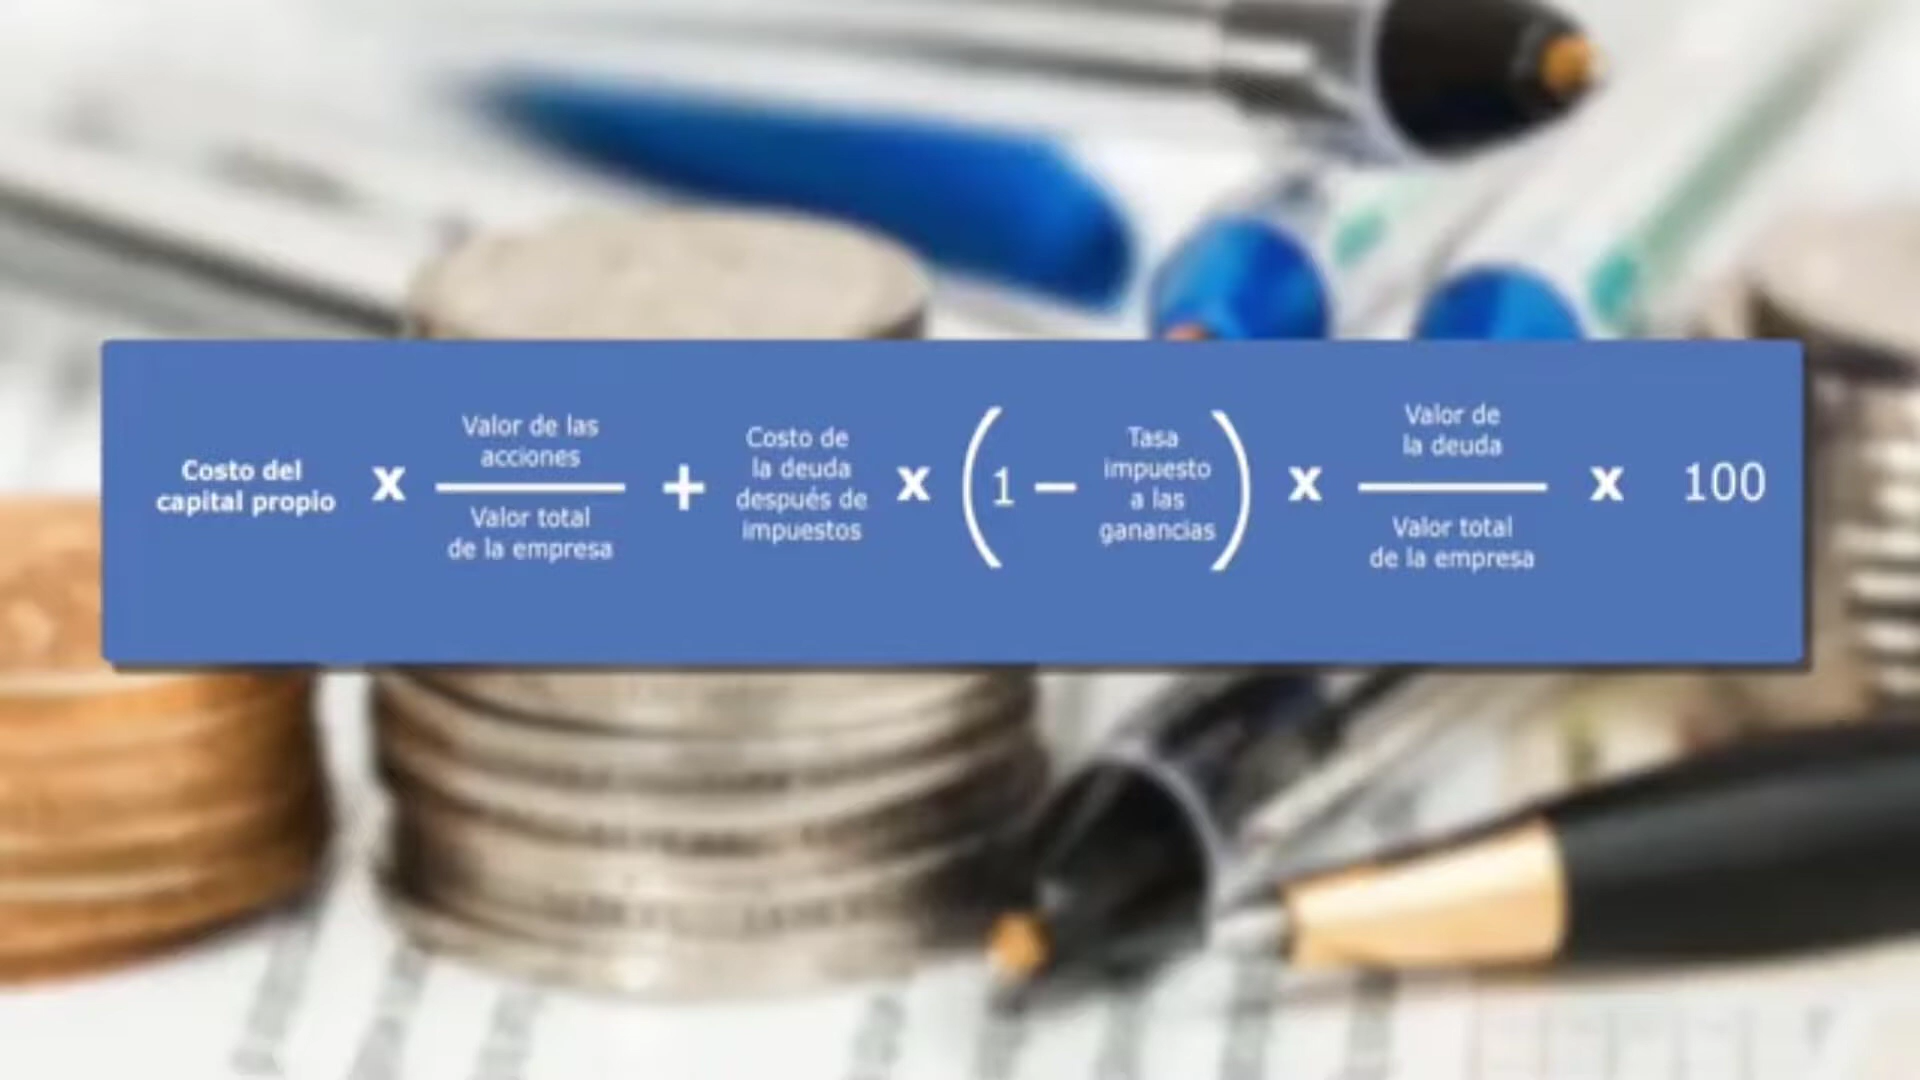 Costo del
capital propio
x
Valor de las
acciones
Valor total
de la empresa
+
Costo de
la deuda
después de
impuestos
x
(1 −
Tasa
impuesto
a las
ganancias)
x
Valor de
la deuda
Valor total
de la empresa
x
100